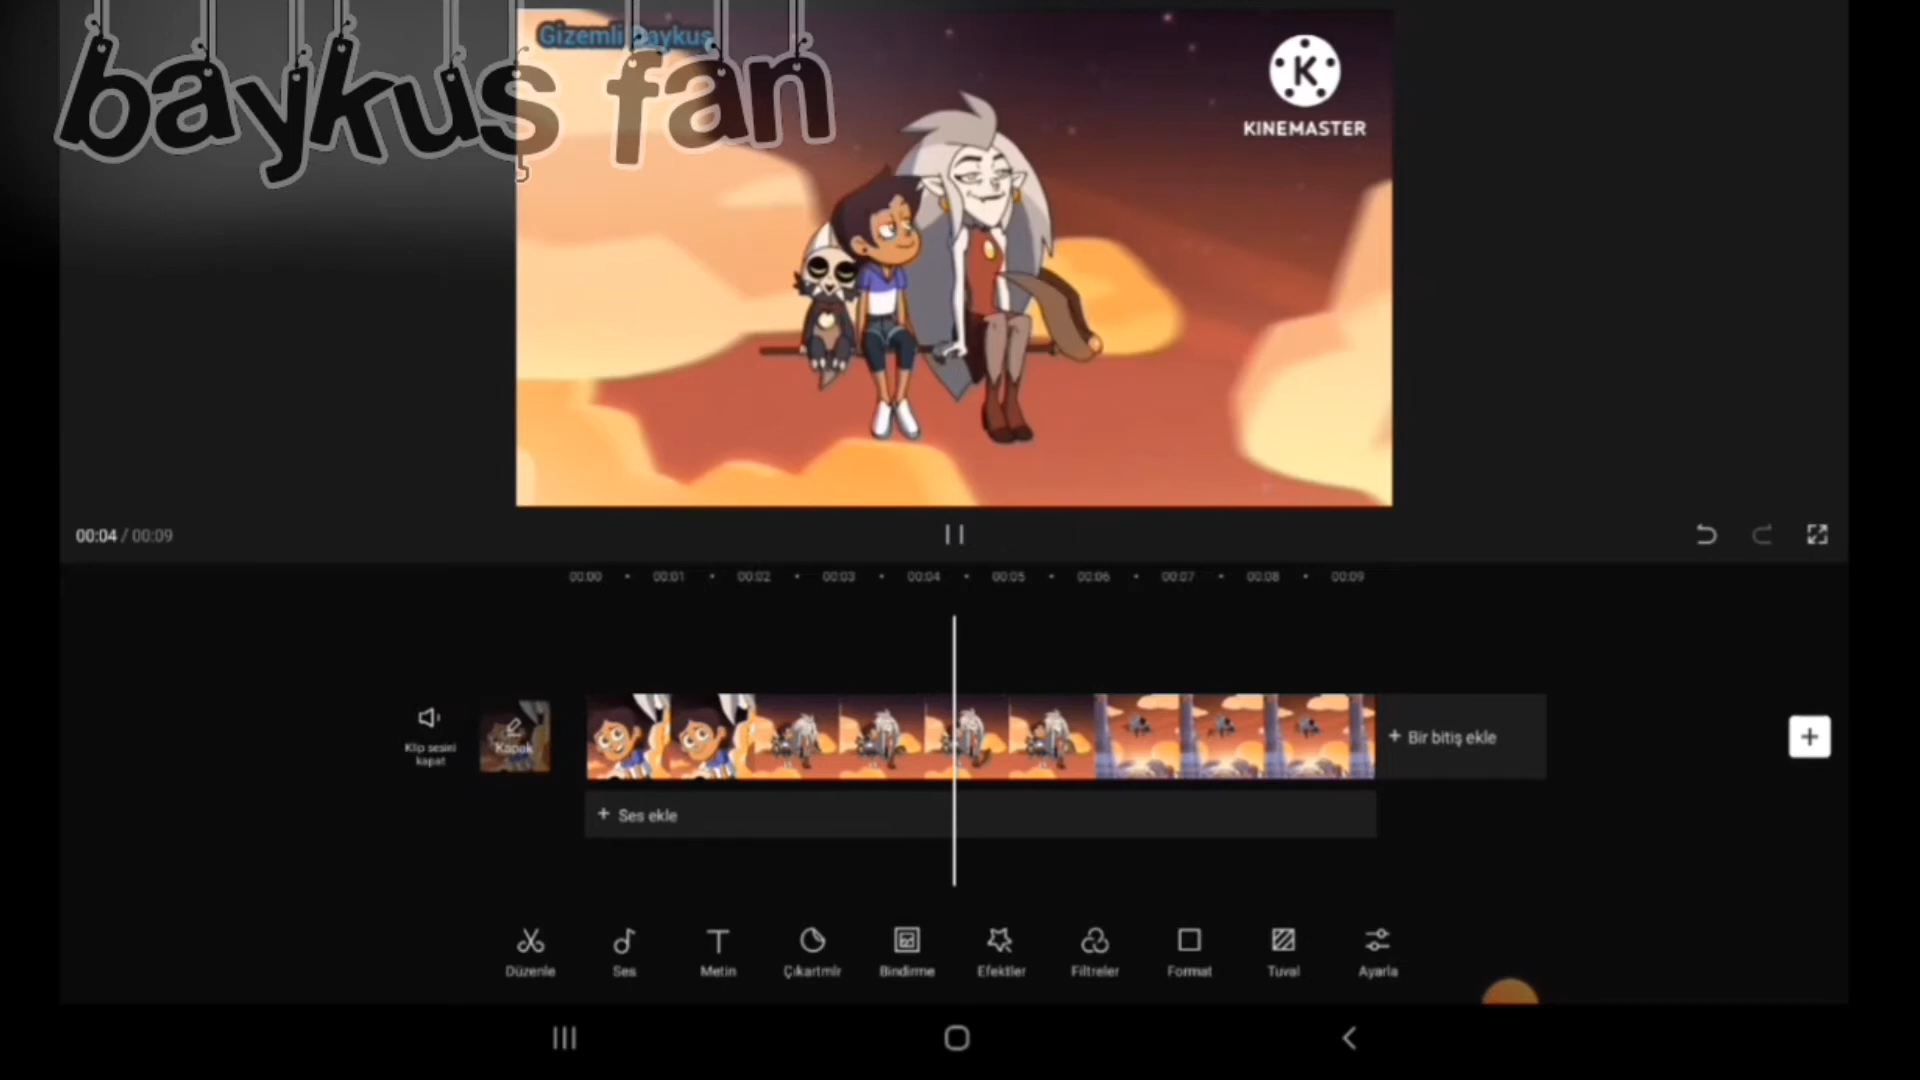 Gizemli Baykuş
baykuş fan
K
KINEMASTER
00:04 / 00:09
00:00 00:01 00:02 00:03 00:04 00:05 00:06 00:07 00:08 00:09
Klip sesini
kapat
Kapak
+ Bir bitiş ekle
+ Ses ekle
Düzenle Ses Metin Çıkartmlr Bindirme Efektler Filtreler Format Tuval Ayarla